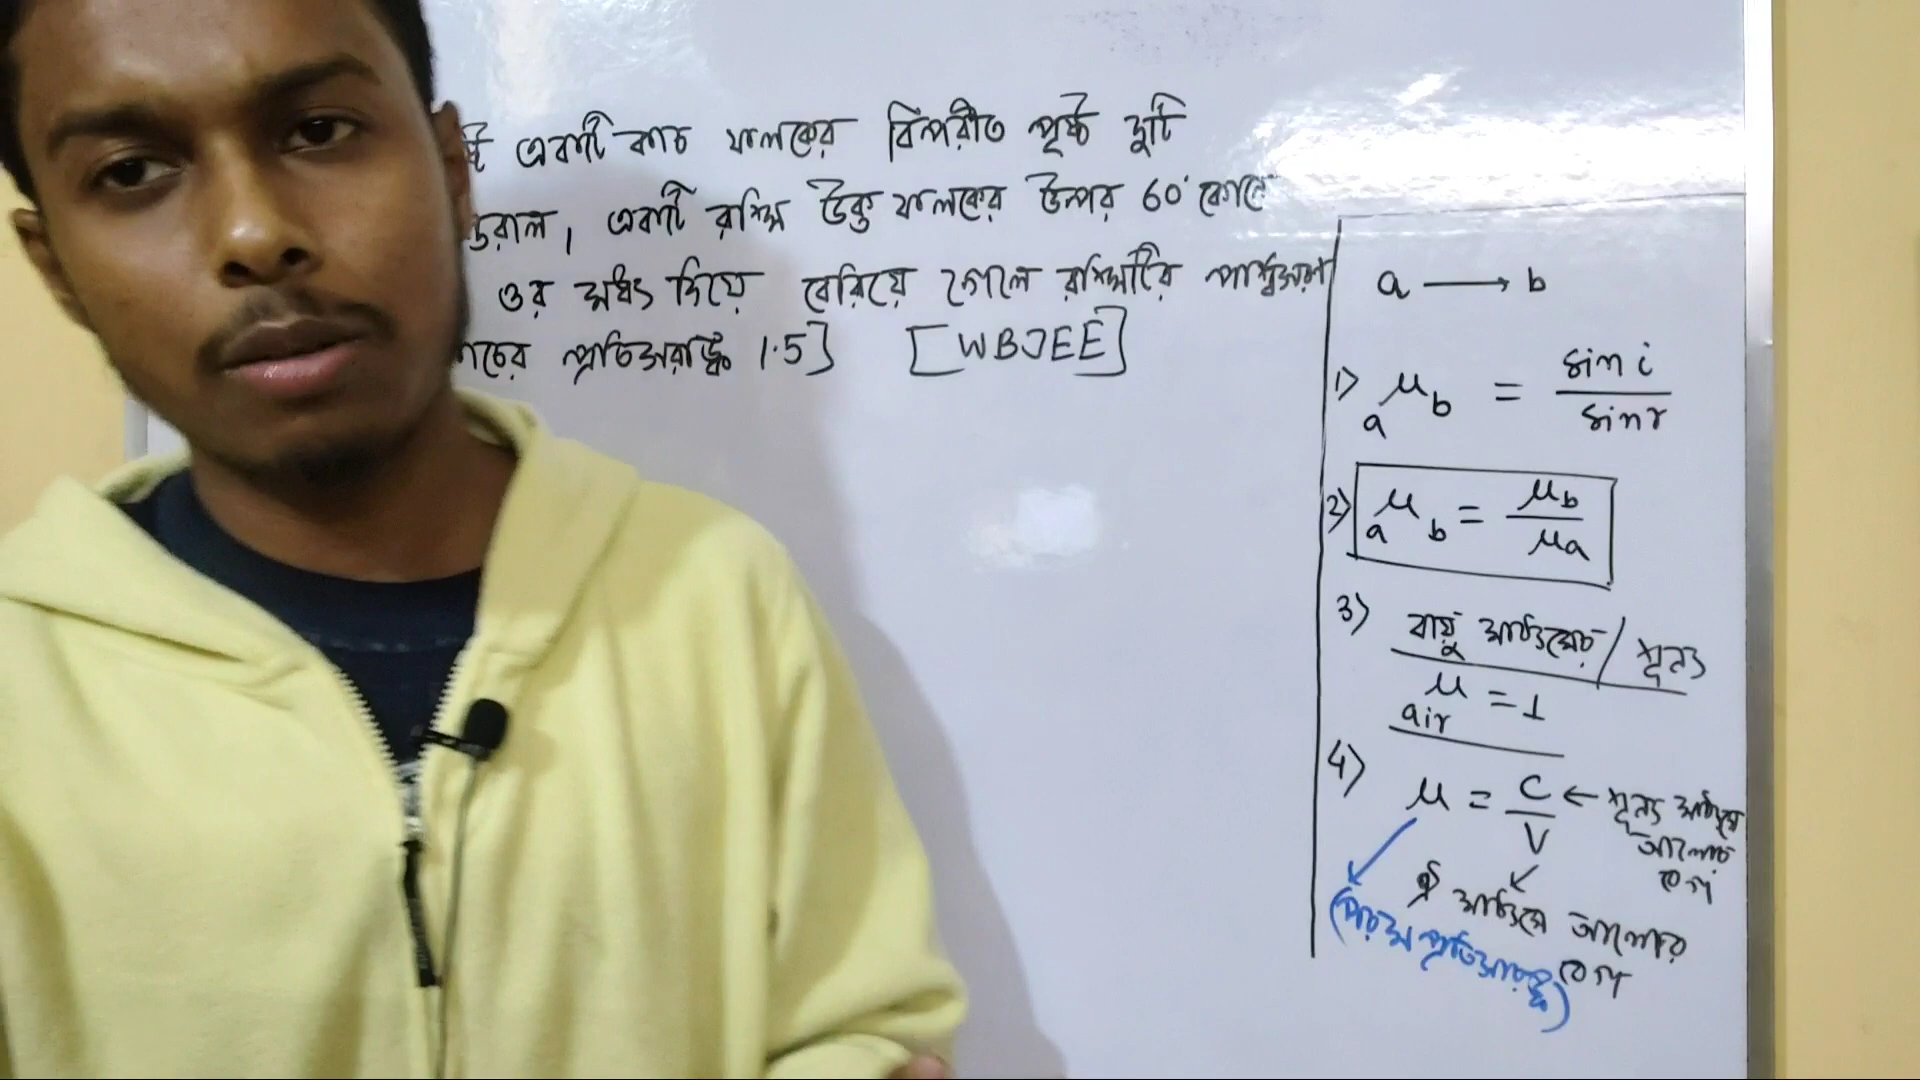 একটি কাচ ফলকের বিপরীত পৃষ্ঠ দুটি
ন্তরাল, একটি রশ্মি উক্ত ফলকের উপর 60° কোণে
ওর মধ্য দিয়ে বেরিয়ে গেলে রশ্মিটির পার্শ্বসরণ
াচের প্রতিসরাঙ্ক 1.5] [WBJEE]
a ⟶ b
1) aμb = sin i / sin r
2) aμb = μb / μa
3) বায়ু মাধ্যমের / শূন্য
μair = 1
4) μ = C / V ← শূন্য মাধ্যমে আলোর বেগ
ঐ মাধ্যমে আলোর বেগ
(পরম প্রতিসরাঙ্ক)